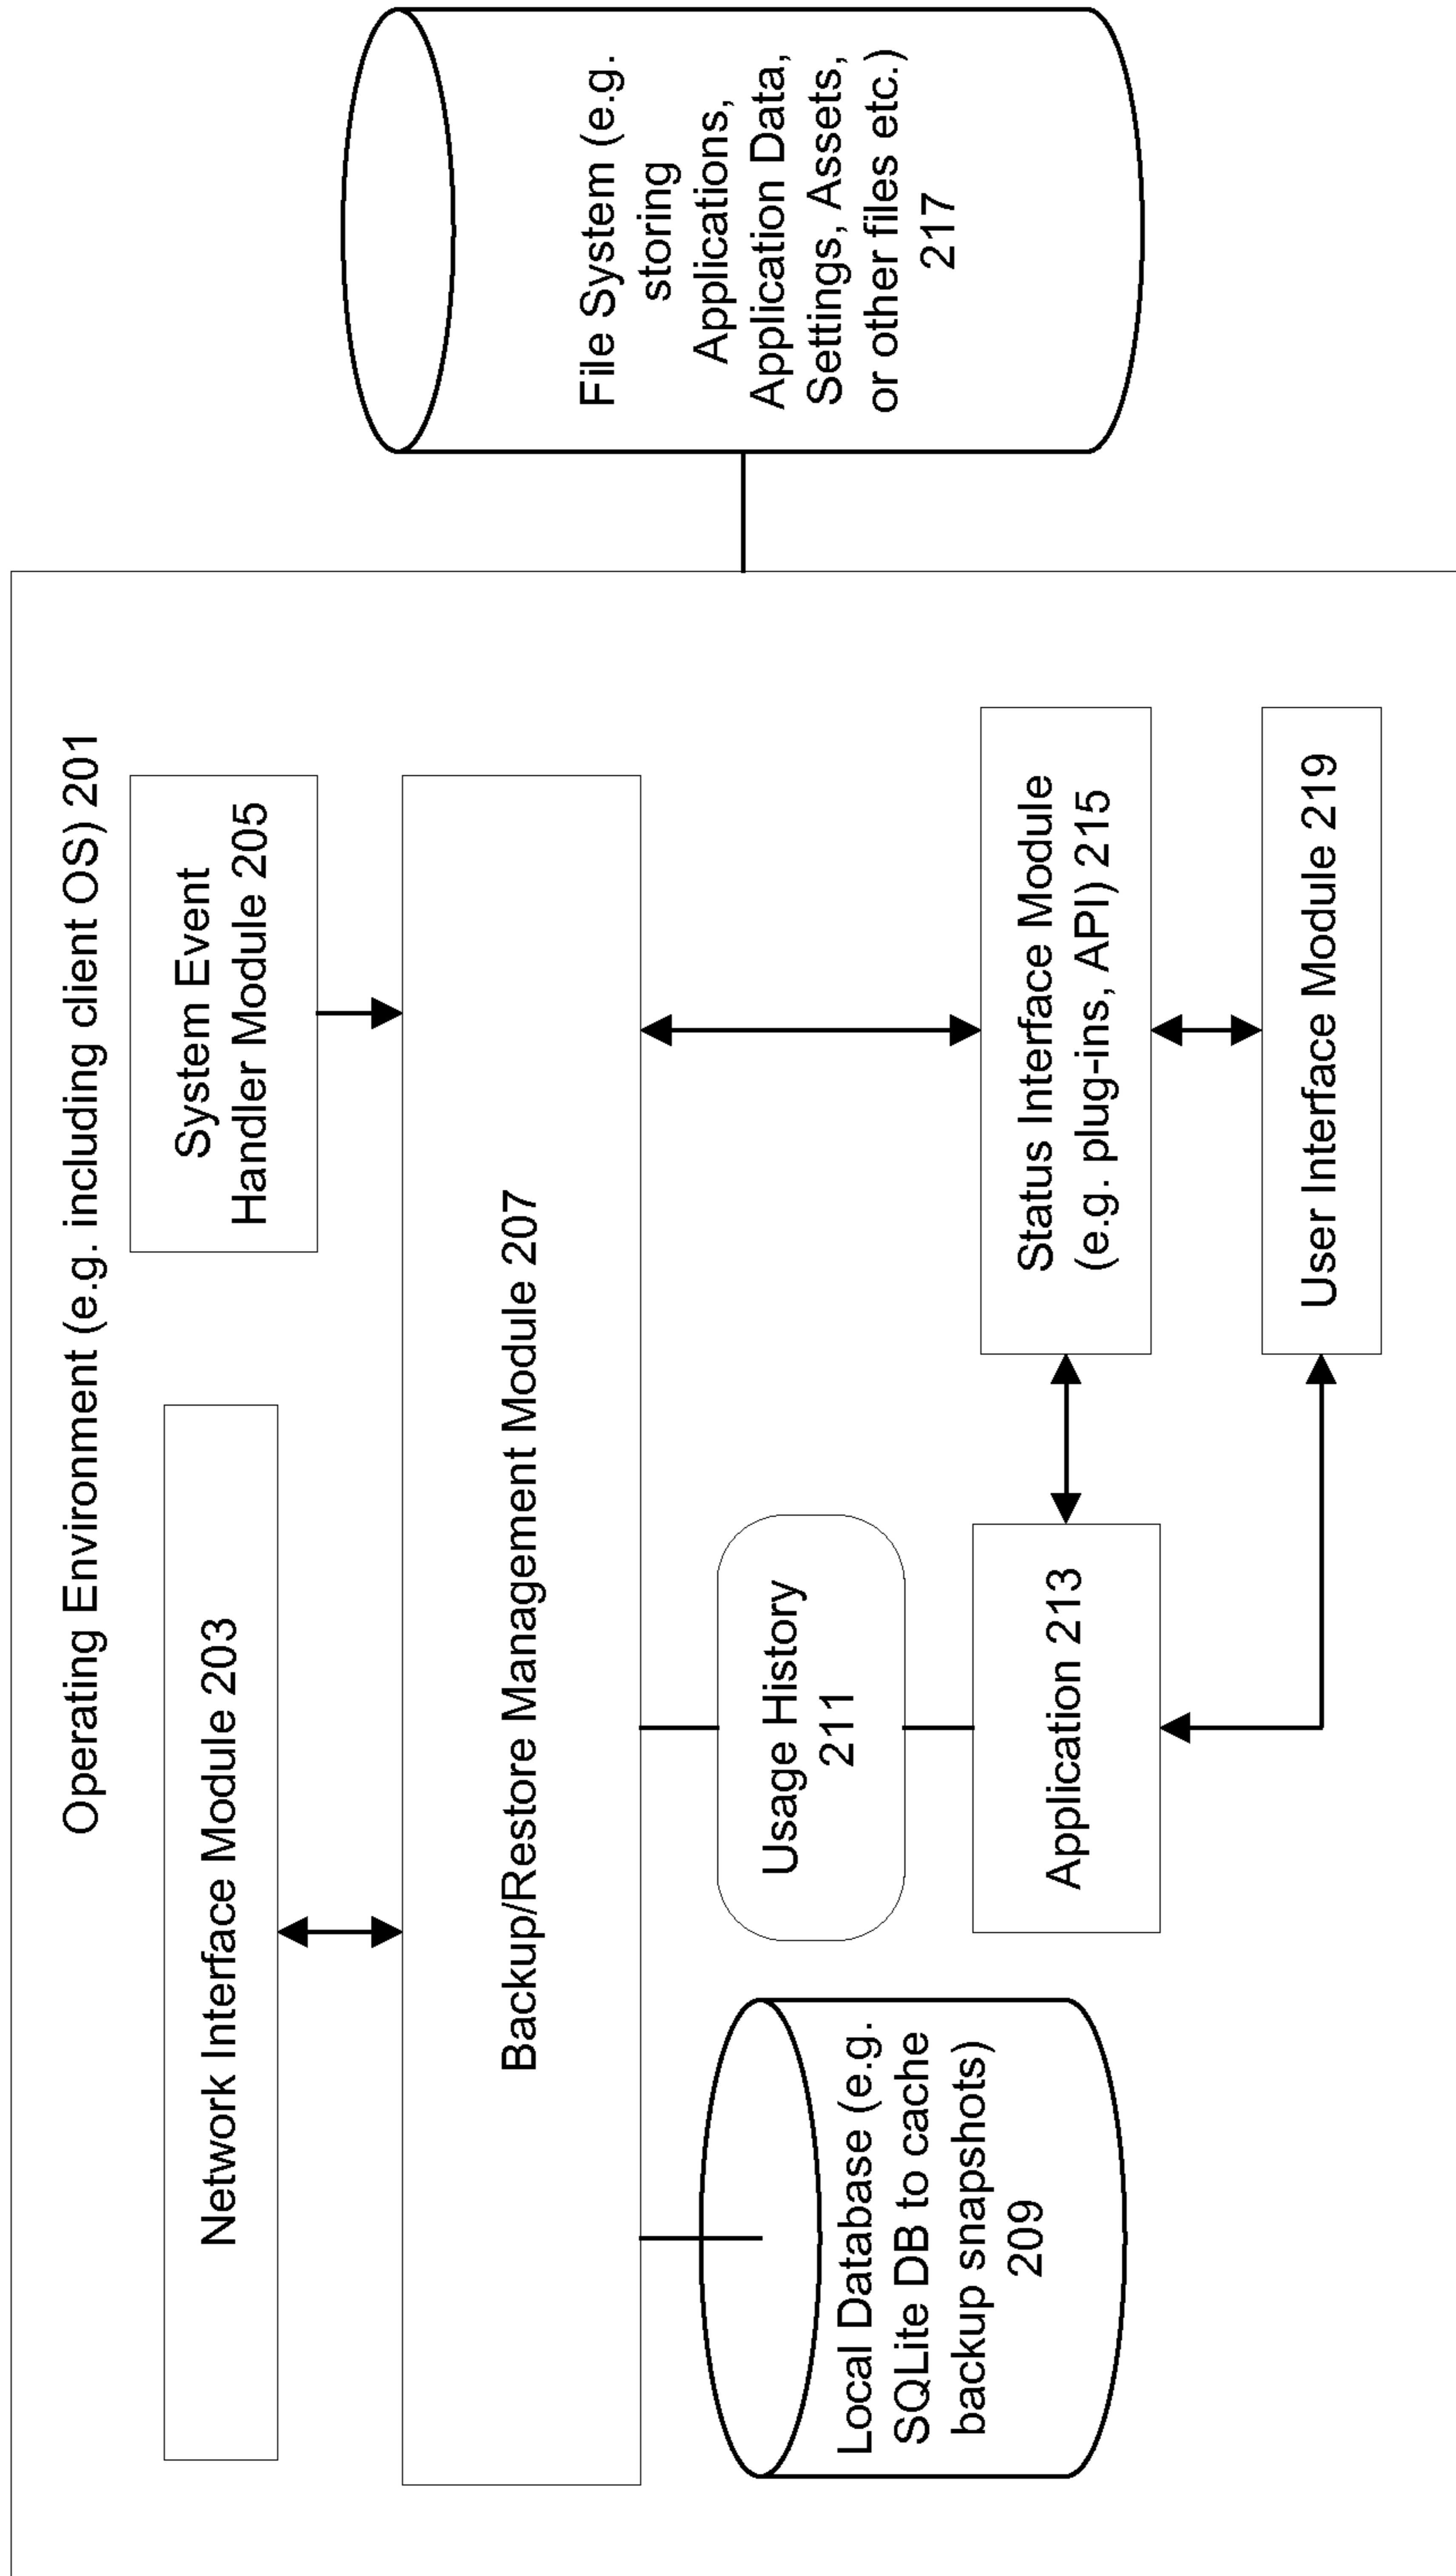 Operating Environment (e.g. including client OS) 201
Network Interface Module 203
System Event
Handler Module 205
Backup/Restore Management Module 207
Local Database (e.g.
SQLite DB to cache
backup snapshots)
209
Usage History
211
Application 213
Status Interface Module
(e.g. plug-ins, API) 215
User Interface Module 219
File System (e.g.
storing
Applications,
Application Data,
Settings, Assets,
or other files etc.)
217